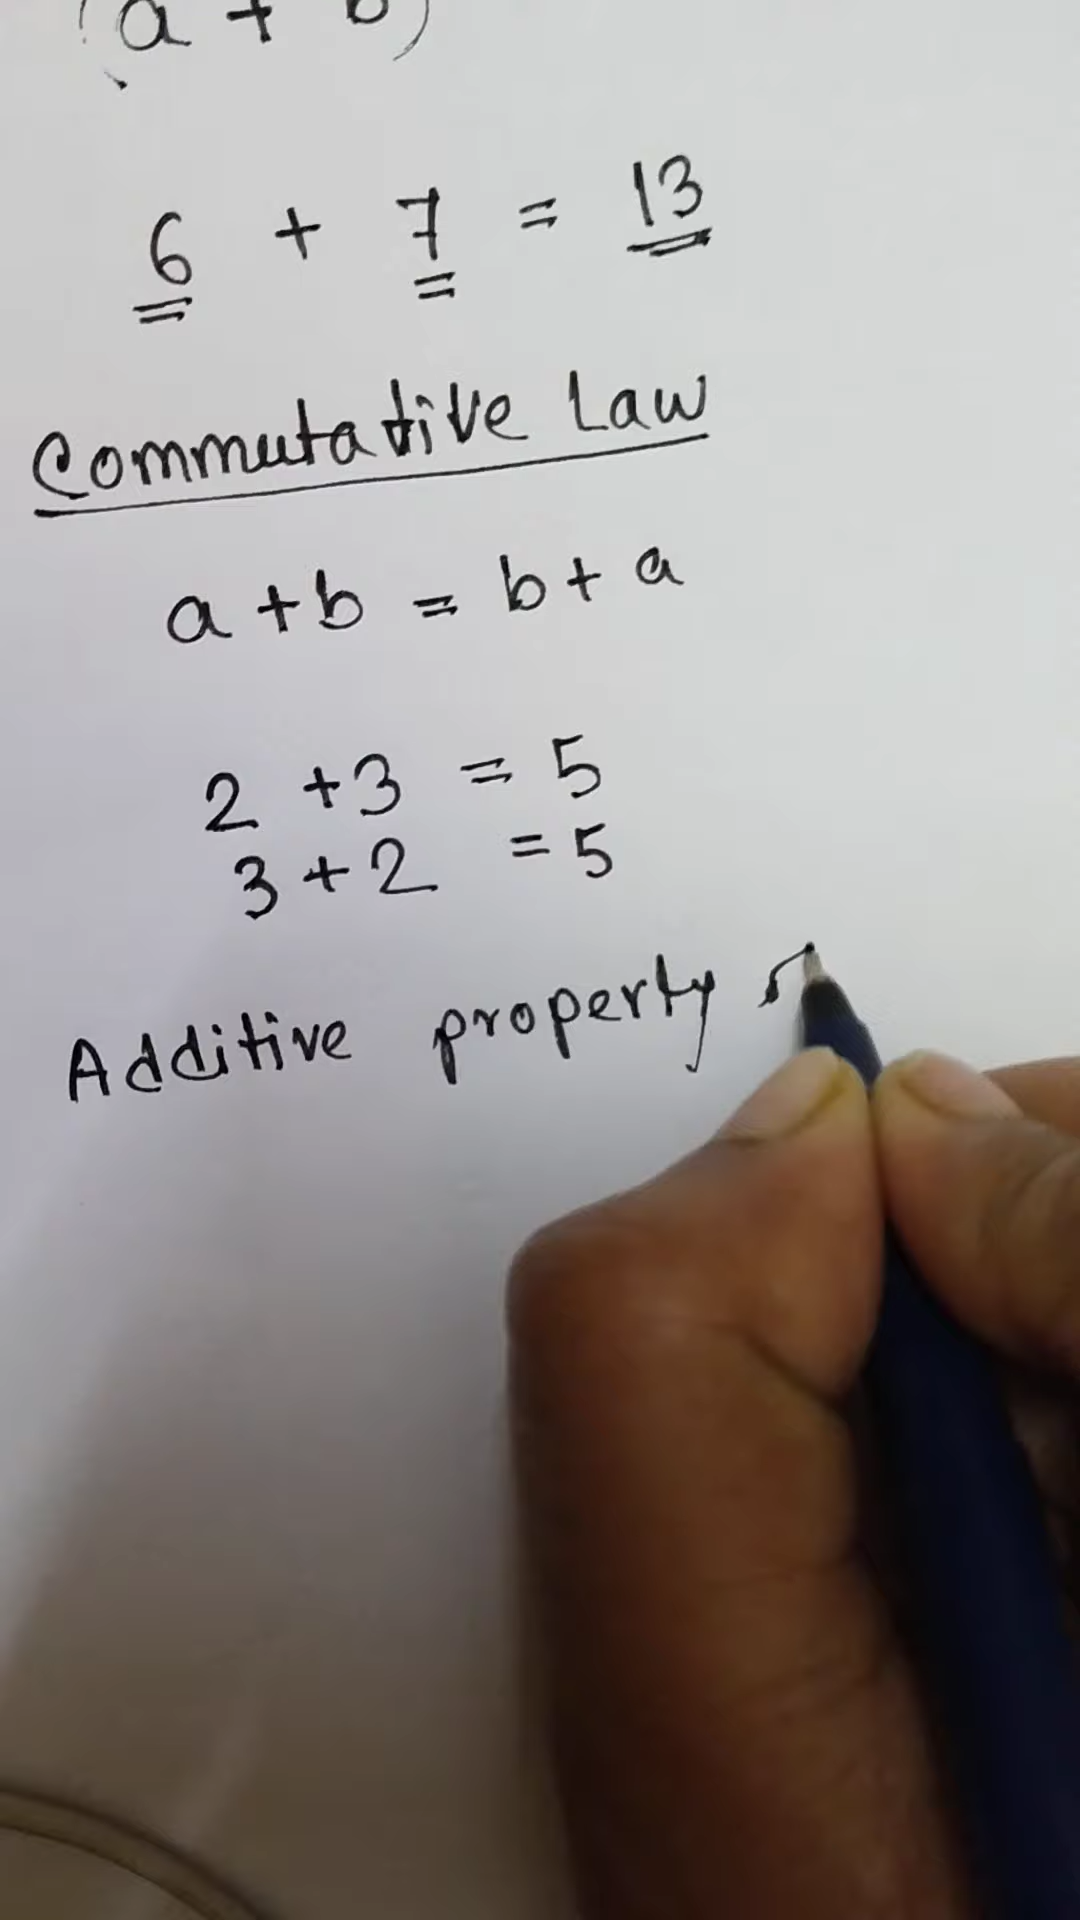 (a + b)
6 + 7 = 13
Commutative Law
a + b = b + a
2 + 3 = 5
3 + 2 = 5
Additive property